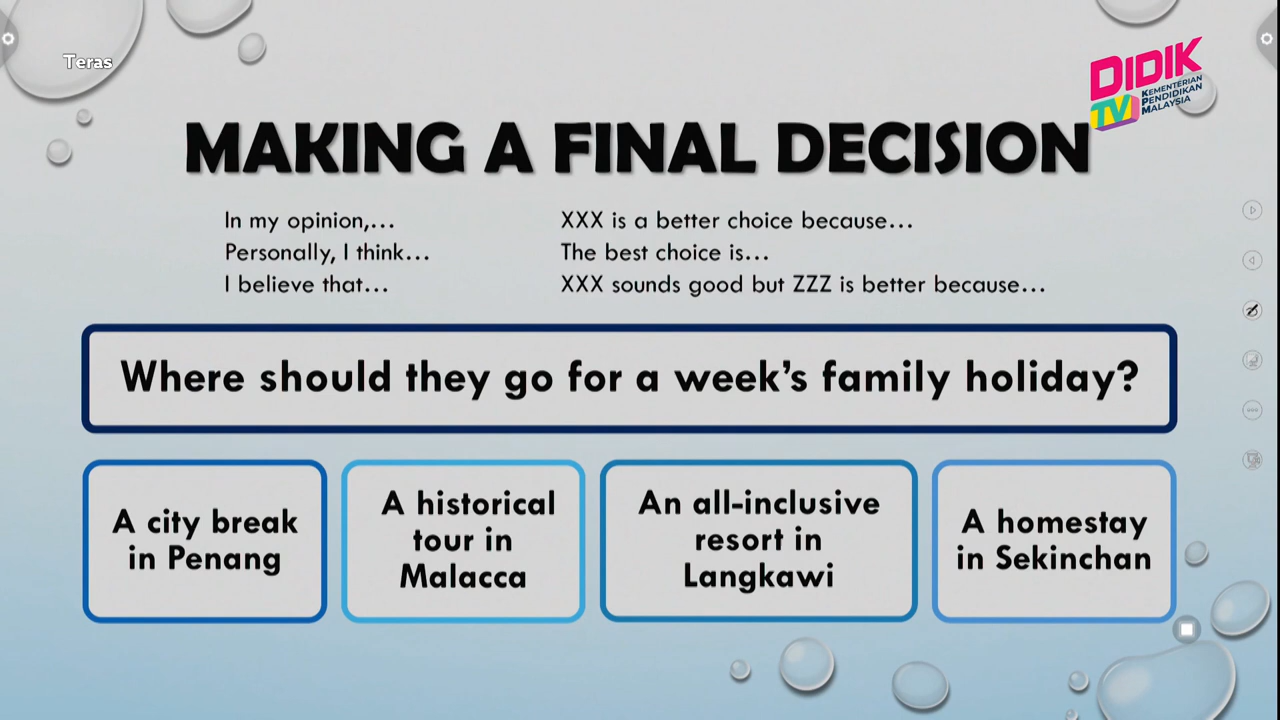 Teras
DIDIK
TV
KEMENTERIAN
PENDIDIKAN
MALAYSIA
MAKING A FINAL DECISION
In my opinion,...
Personally, I think...
I believe that...
XXX is a better choice because...
The best choice is...
XXX sounds good but ZZZ is better because...
Where should they go for a week's family holiday?
A city break
in Penang
A historical
tour in
Malacca
An all-inclusive
resort in
Langkawi
A homestay
in Sekinchan